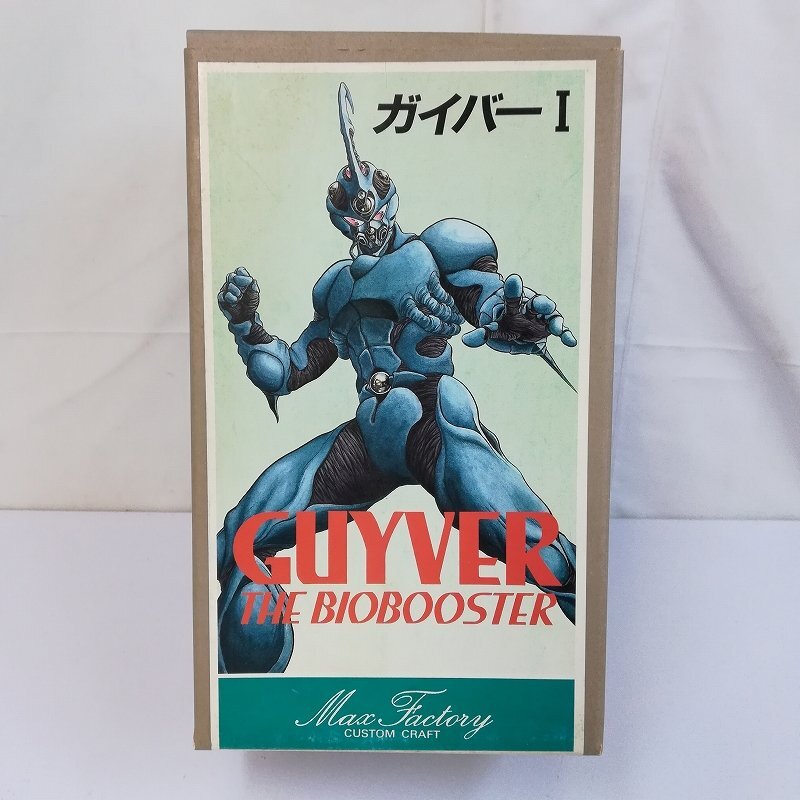 ガイバーI
GUYVER
THE BIOBOOSTER
Max Factory
CUSTOM CRAFT